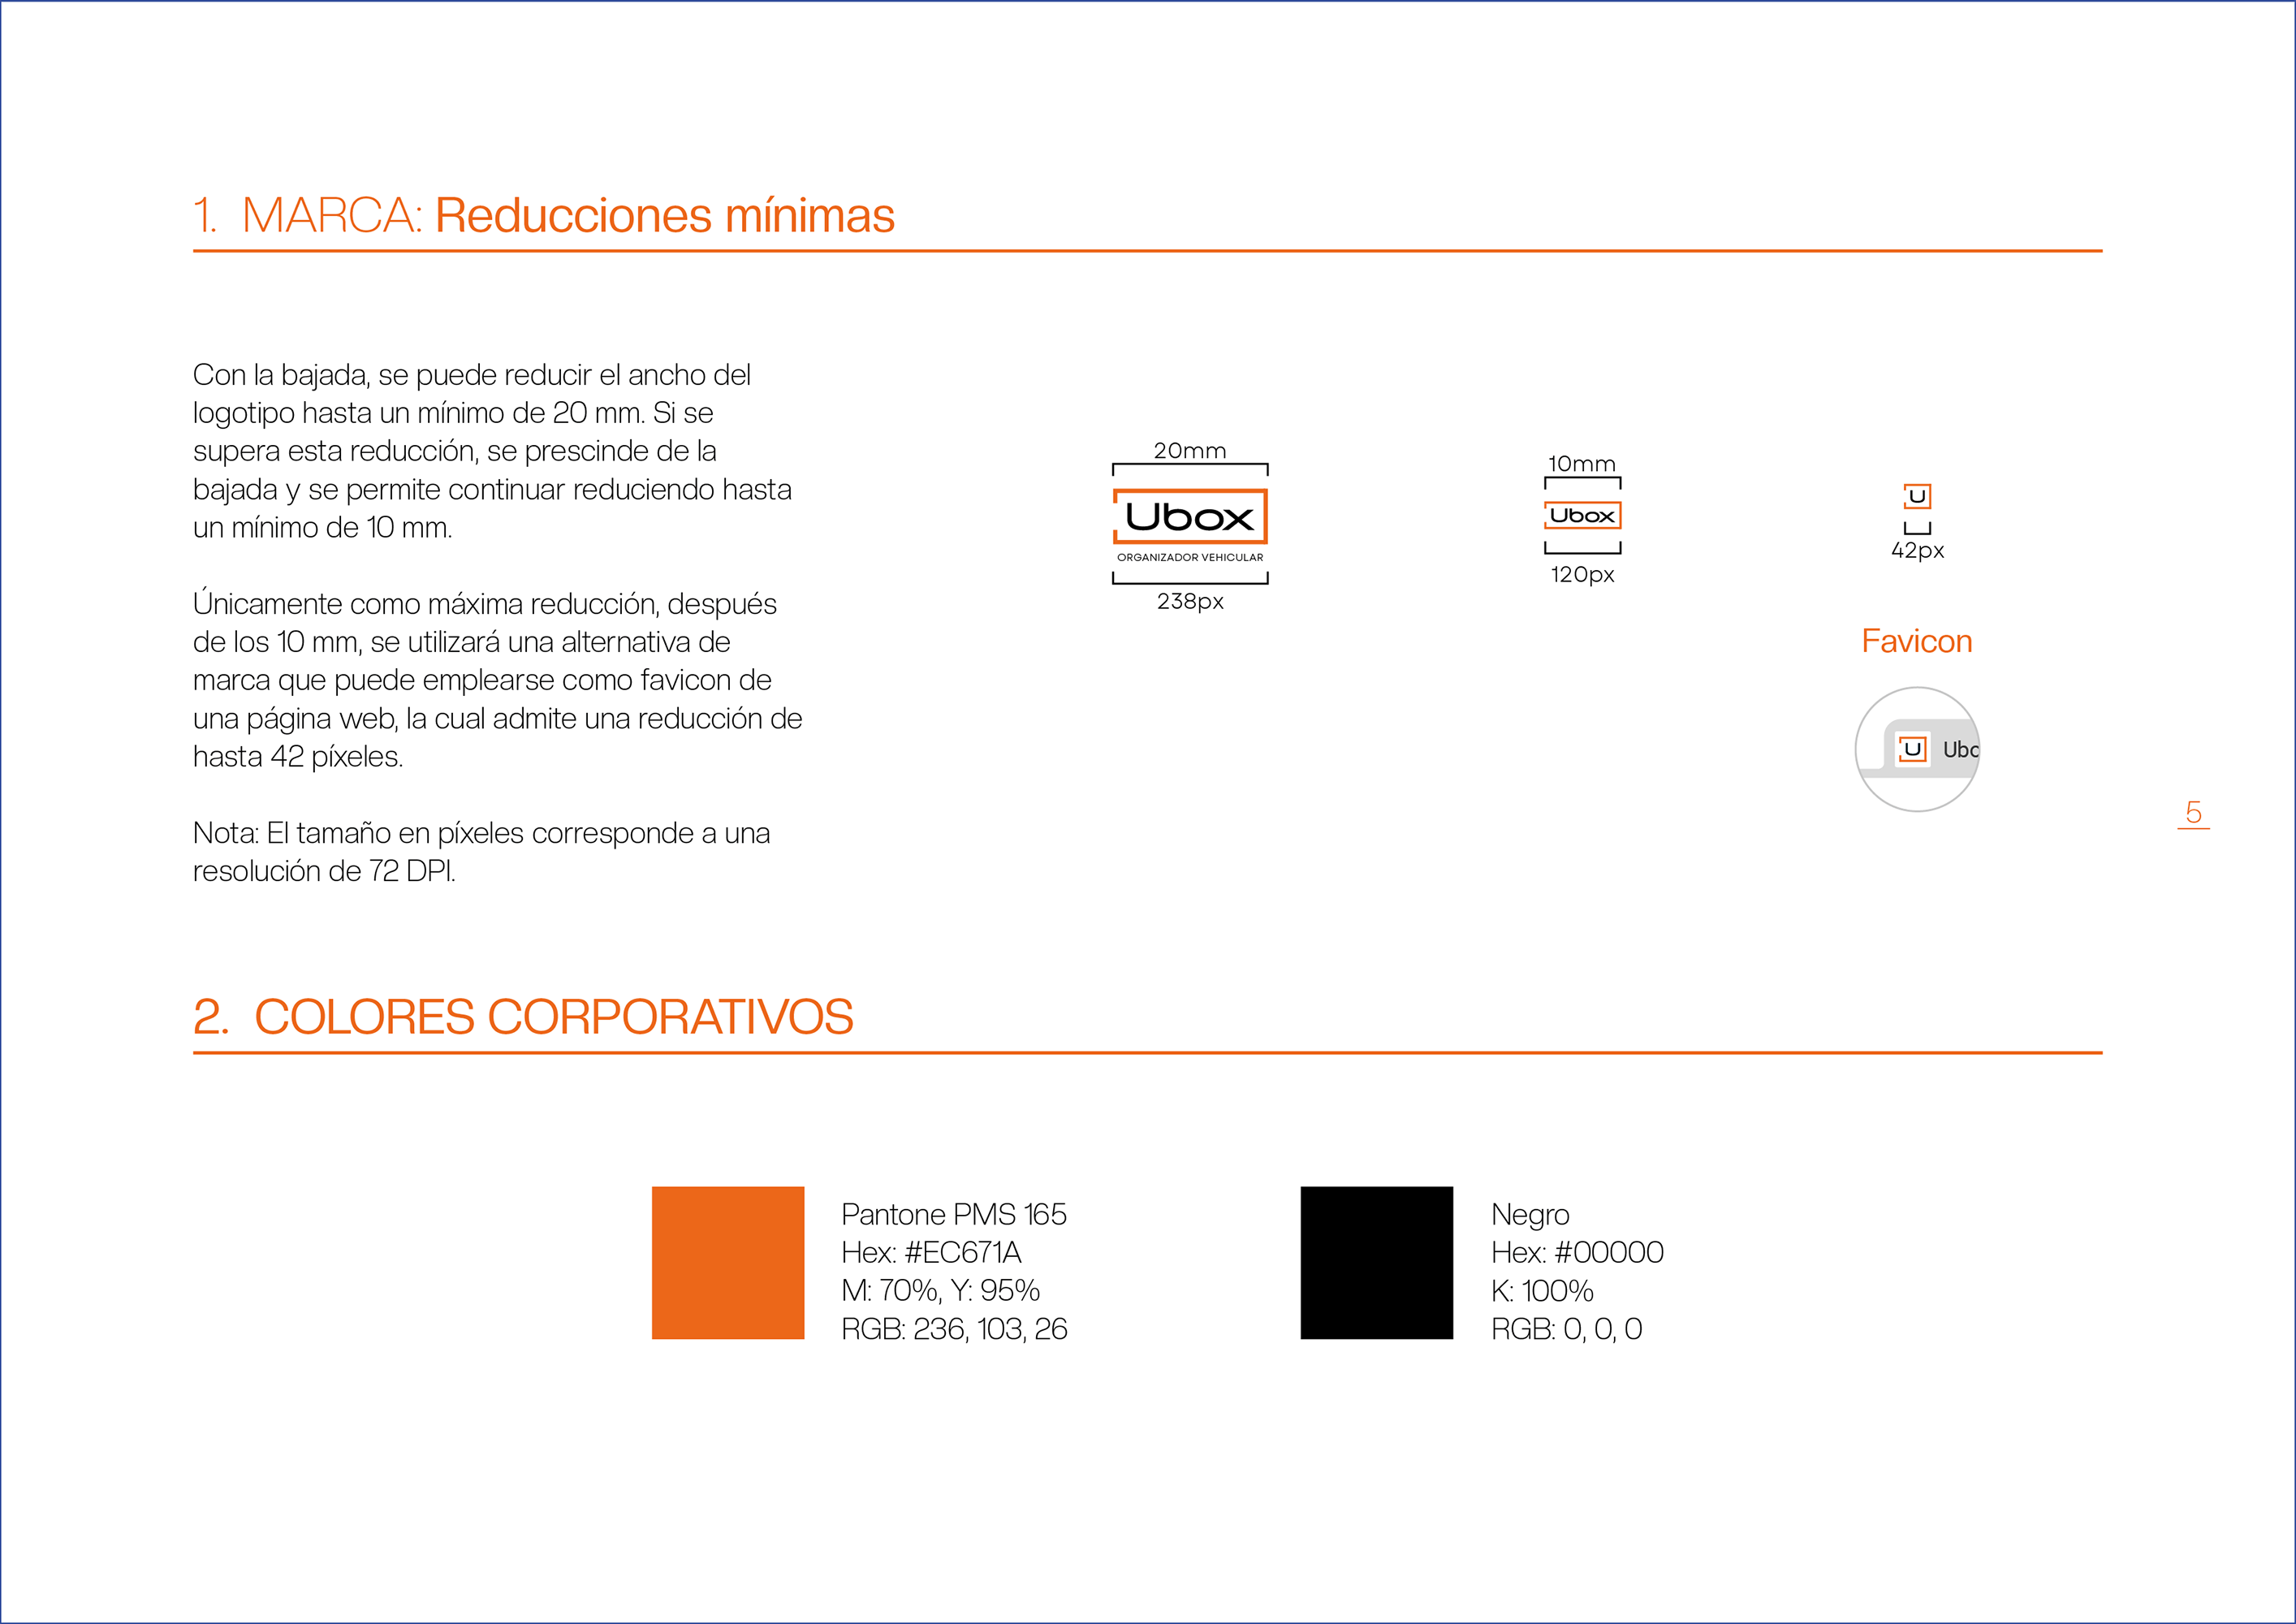 1. MARCA: Reducciones mínimas
Con la bajada, se puede reducir el ancho del
logotipo hasta un mínimo de 20 mm. Si se
supera esta reducción, se prescinde de la
bajada y se permite continuar reduciendo hasta
un mínimo de 10 mm.
Únicamente como máxima reducción, después
de los 10 mm, se utilizará una alternativa de
marca que puede emplearse como favicon de
una página web, la cual admite una reducción de
hasta 42 píxeles.
Nota: El tamaño en píxeles corresponde a una
resolución de 72 DPI.
20mm
Ubox
ORGANIZADOR VEHICULAR
238px
10mm
Ubox
120px
U
42px
Favicon
U Ubo
5
2. COLORES CORPORATIVOS
Pantone PMS 165
Hex: #EC671A
M: 70%, Y: 95%
RGB: 236, 103, 26
Negro
Hex: #00000
K: 100%
RGB: 0, 0, 0